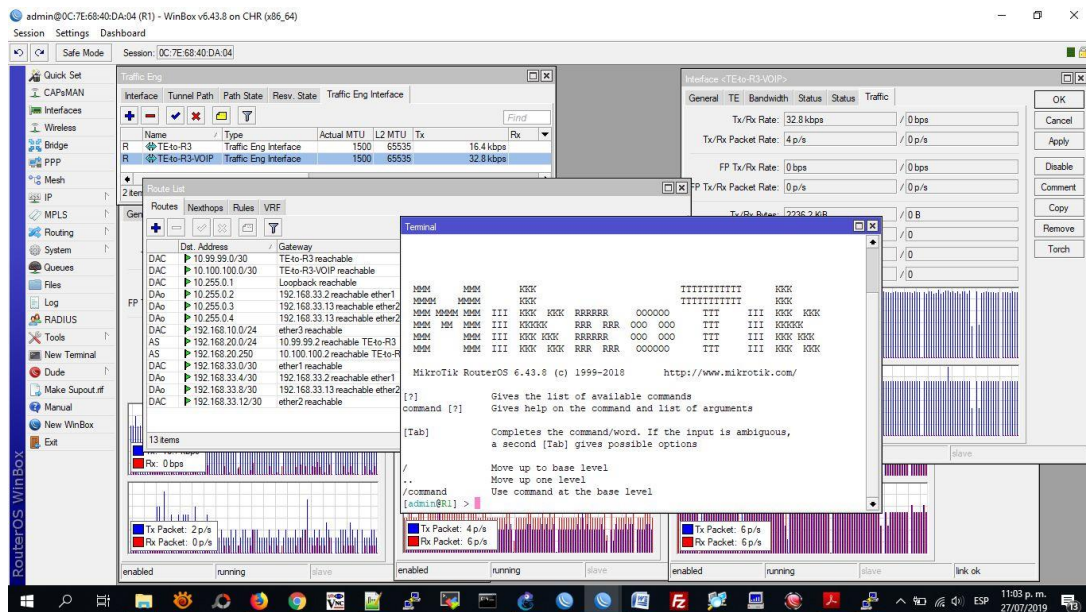 admin@0C:7E:68:40:DA:04 (R1) - WinBox v6.43.8 on CHR (x86_64)
Session Settings Dashboard
Safe Mode Session: 0C:7E:68:40:DA:04
Quick Set
CAPsMAN
Interfaces
Wireless
Bridge
PPP
Mesh
IP
MPLS
Routing
System
Queues
Files
Log
RADIUS
Tools
New Terminal
Dude
Make Supout.rif
Manual
New WinBox
Exit
RouterOS WinBox
Traffic Eng
Interface Tunnel Path Path State Resv. State Traffic Eng Interface
Find
Name / Type Actual MTU L2 MTU Tx Rx
R TE-to-R3 Traffic Eng Interface 1500 65535 16.4 kbps
R TE-to-R3-VOIP Traffic Eng Interface 1500 65535 32.8 kbps
Route List
Routes Nexthops Rules VRF
Dst. Address / Gateway
DAC 10.99.99.0/30 TE-to-R3 reachable
DAC 10.100.100.0/30 TE-to-R3-VOIP reachable
DAC 10.255.0.1 Loopback reachable
DAo 10.255.0.2 192.168.33.2 reachable ether1
DAo 10.255.0.3 192.168.33.13 reachable ether2
DAo 10.255.0.4 192.168.33.13 reachable ether2
DAC 192.168.10.0/24 ether3 reachable
AS 192.168.20.0/24 10.99.99.2 reachable TE-to-R3
AS 192.168.20.250 10.100.100.2 reachable TE-to-R
DAC 192.168.33.0/30 ether1 reachable
DAo 192.168.33.4/30 192.168.33.2 reachable ether1
DAo 192.168.33.8/30 192.168.33.13 reachable ether2
DAC 192.168.33.12/30 ether2 reachable
13 items
Rx: 0 bps
Tx Packet: 2 p/s
Rx Packet: 0 p/s
enabled running slave
Terminal
MikroTik RouterOS 6.43.8 (c) 1999-2018 http://www.mikrotik.com/
[?] Gives the list of available commands
command [?] Gives help on the command and list of arguments
[Tab] Completes the command/word. If the input is ambiguous,
a second [Tab] gives possible options
/ Move up to base level
.. Move up one level
/command Use command at the base level
[admin@R1] >
Tx Packet: 4 p/s
Rx Packet: 6 p/s
enabled running slave
Interface <TE-to-R3-VOIP>
General TE Bandwidth Status Status Traffic
Tx/Rx Rate: 32.8 kbps / 0 bps
Tx/Rx Packet Rate: 4 p/s / 0 p/s
FP Tx/Rx Rate: 0 bps / 0 bps
FP Tx/Rx Packet Rate: 0 p/s / 0 p/s
Tx/Rx Bytes: 2236.2 KiB / 0 B
/ 0
/ 0
/ 0
OK
Cancel
Apply
Disable
Comment
Copy
Remove
Torch
slave
Tx Packet: 6 p/s
Rx Packet: 6 p/s
enabled running slave link ok
ESP 11:03 p. m.
27/07/2019